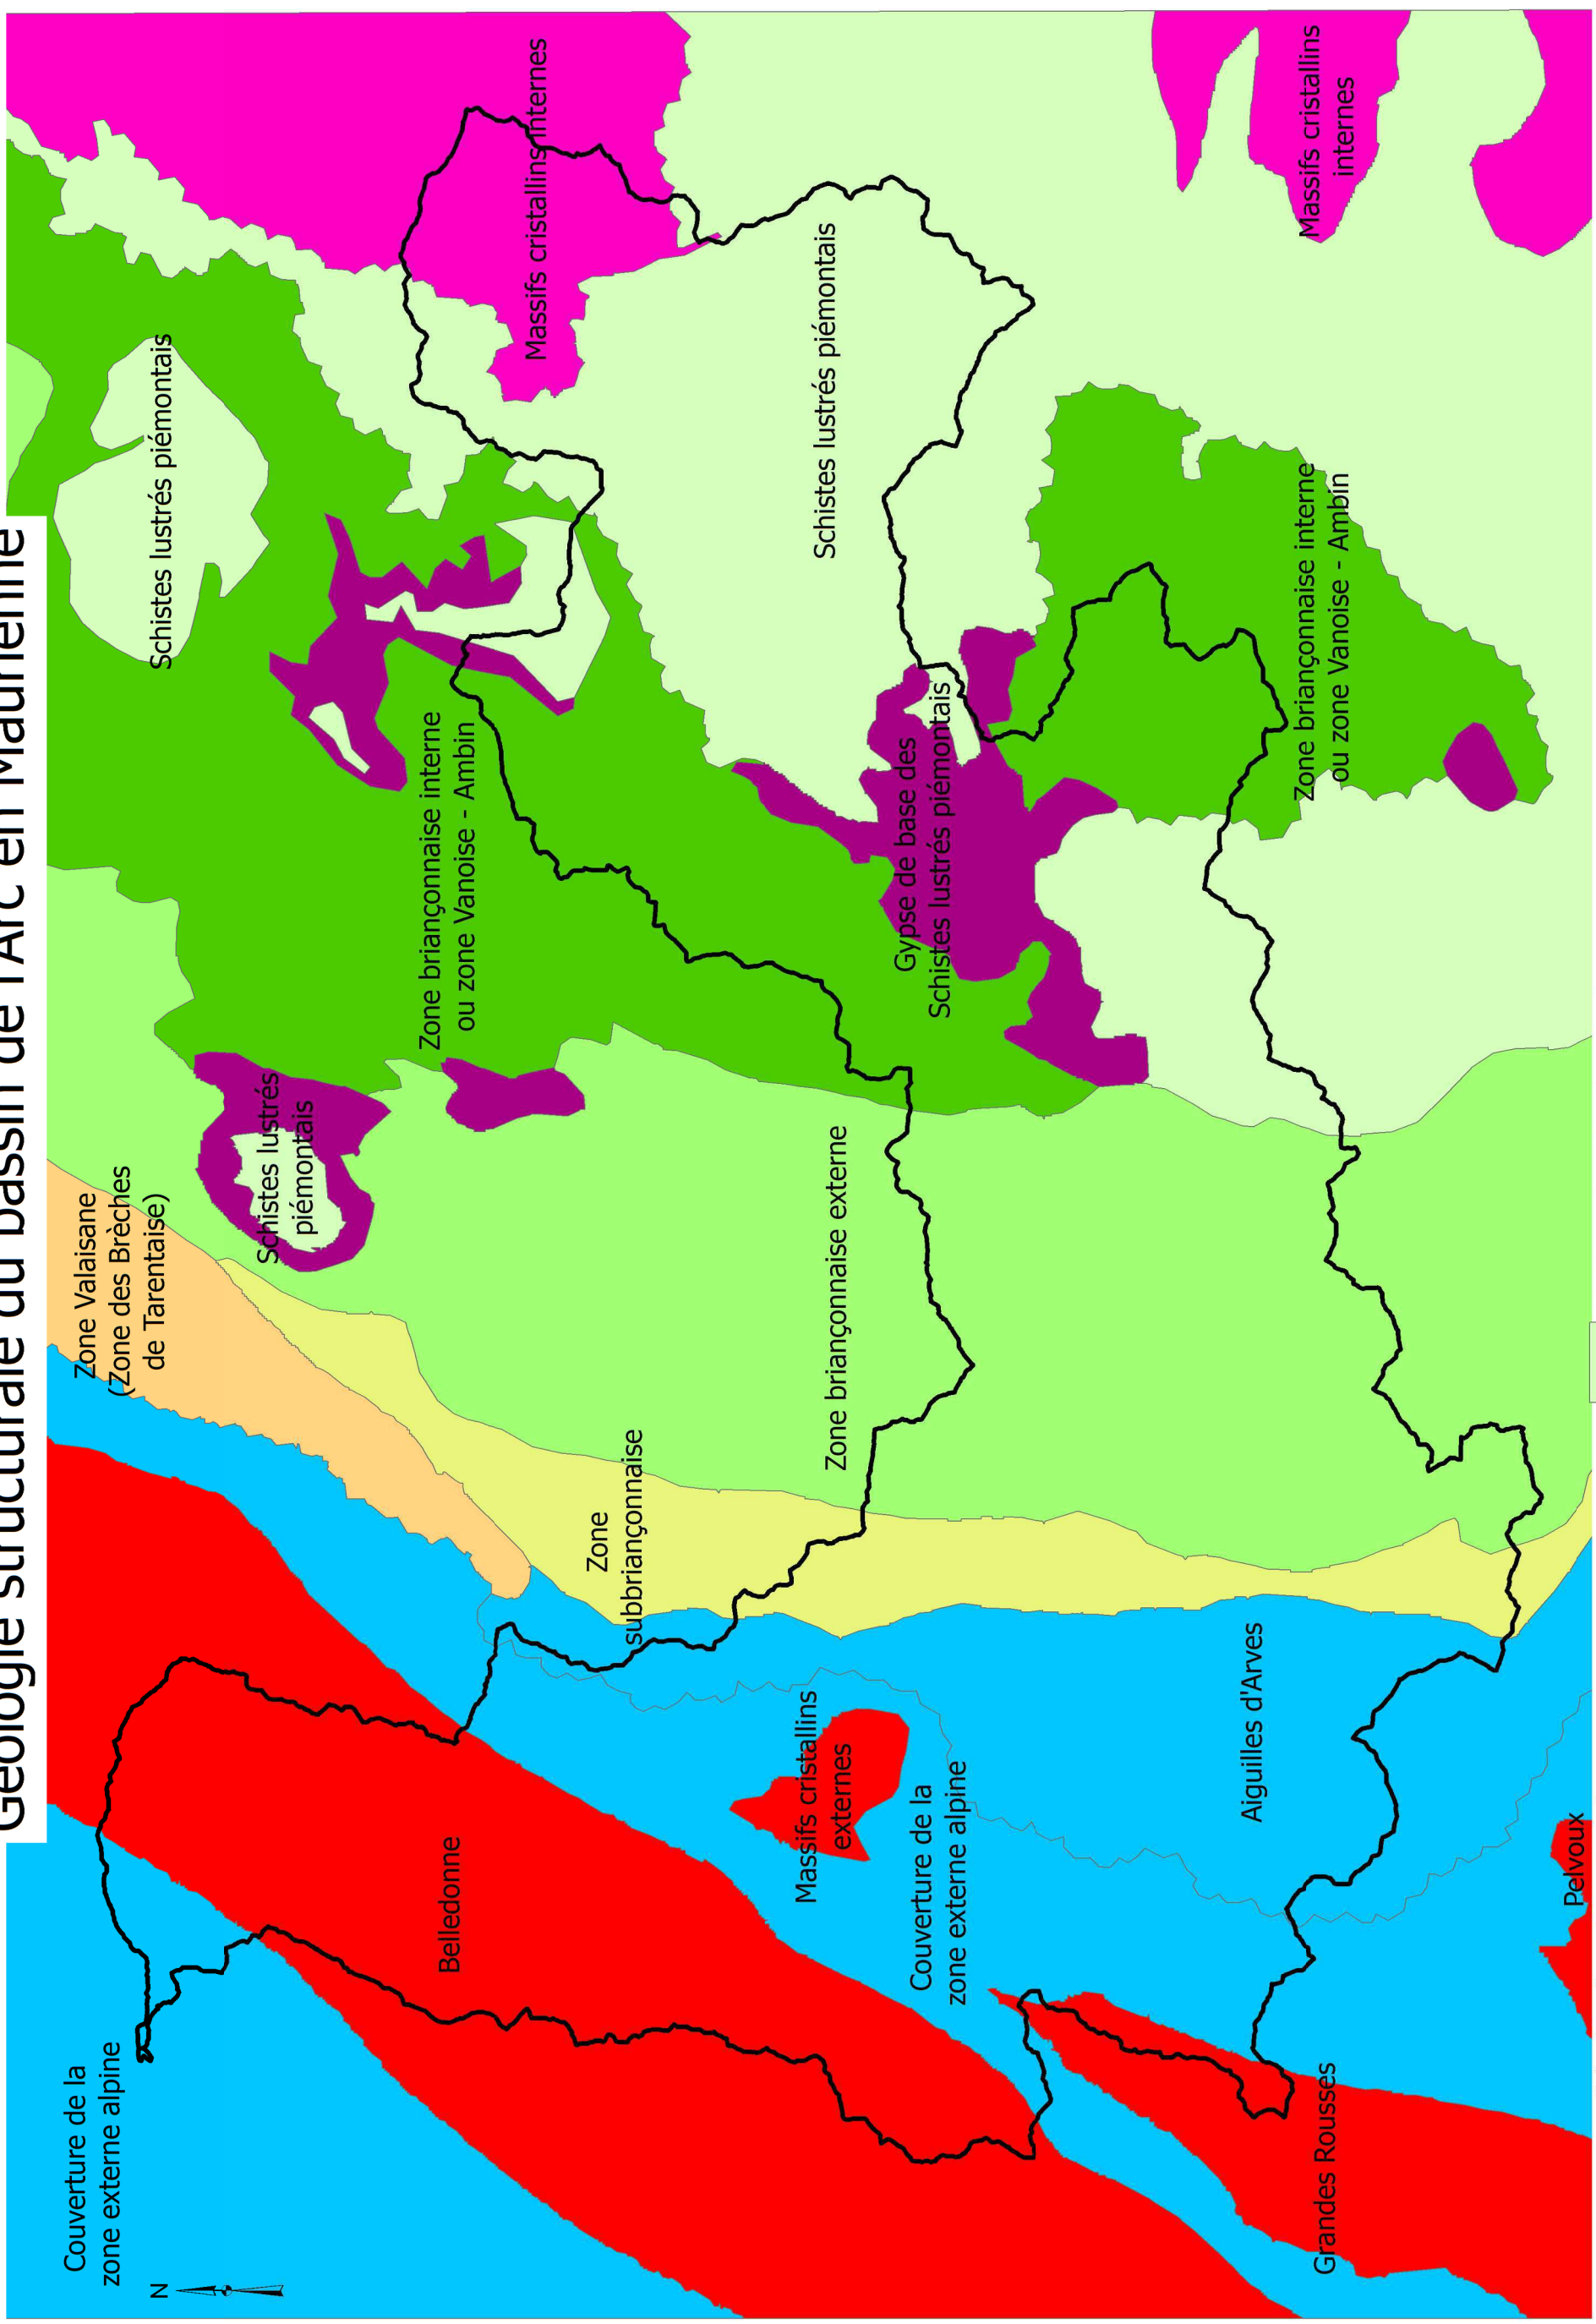 Géologie structurale du bassin de l'Arc en Maurienne
Couverture de la
zone externe alpine
N
Zone Valaisane
(Zone des Brèches
de Tarentaise)
Schistes lustrés piémontais
Schistes lustrés
piémontais
Belledonne
Zone briançonnaise interne
ou zone Vanoise - Ambin
Massifs cristallins internes
Zone
subbriançonnaise
Massifs cristallins
externes
Zone briançonnaise externe
Schistes lustrés piémontais
Couverture de la
zone externe alpine
Gypse de base des
Schistes lustrés piémontais
Aiguilles d'Arves
Grandes Rousses
Zone briançonnaise interne
ou zone Vanoise - Ambin
Massifs cristallins
internes
Pelvoux